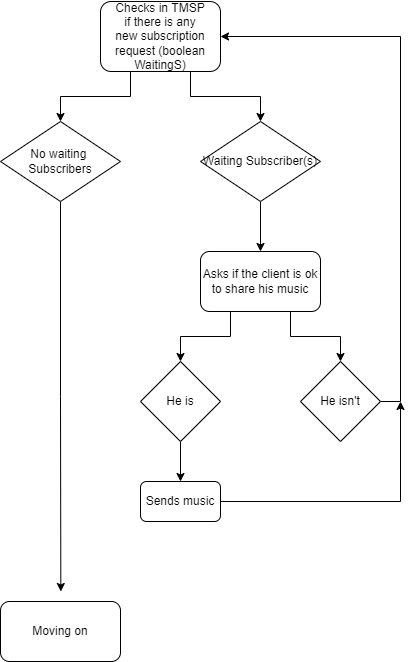 Checks in TMSP
if there is any
new subscription
request (boolean
WaitingS)
No waiting
Subscribers
Waiting Subscriber(s)
Asks if the client is ok
to share his music
He is
He isn't
Sends music
Moving on